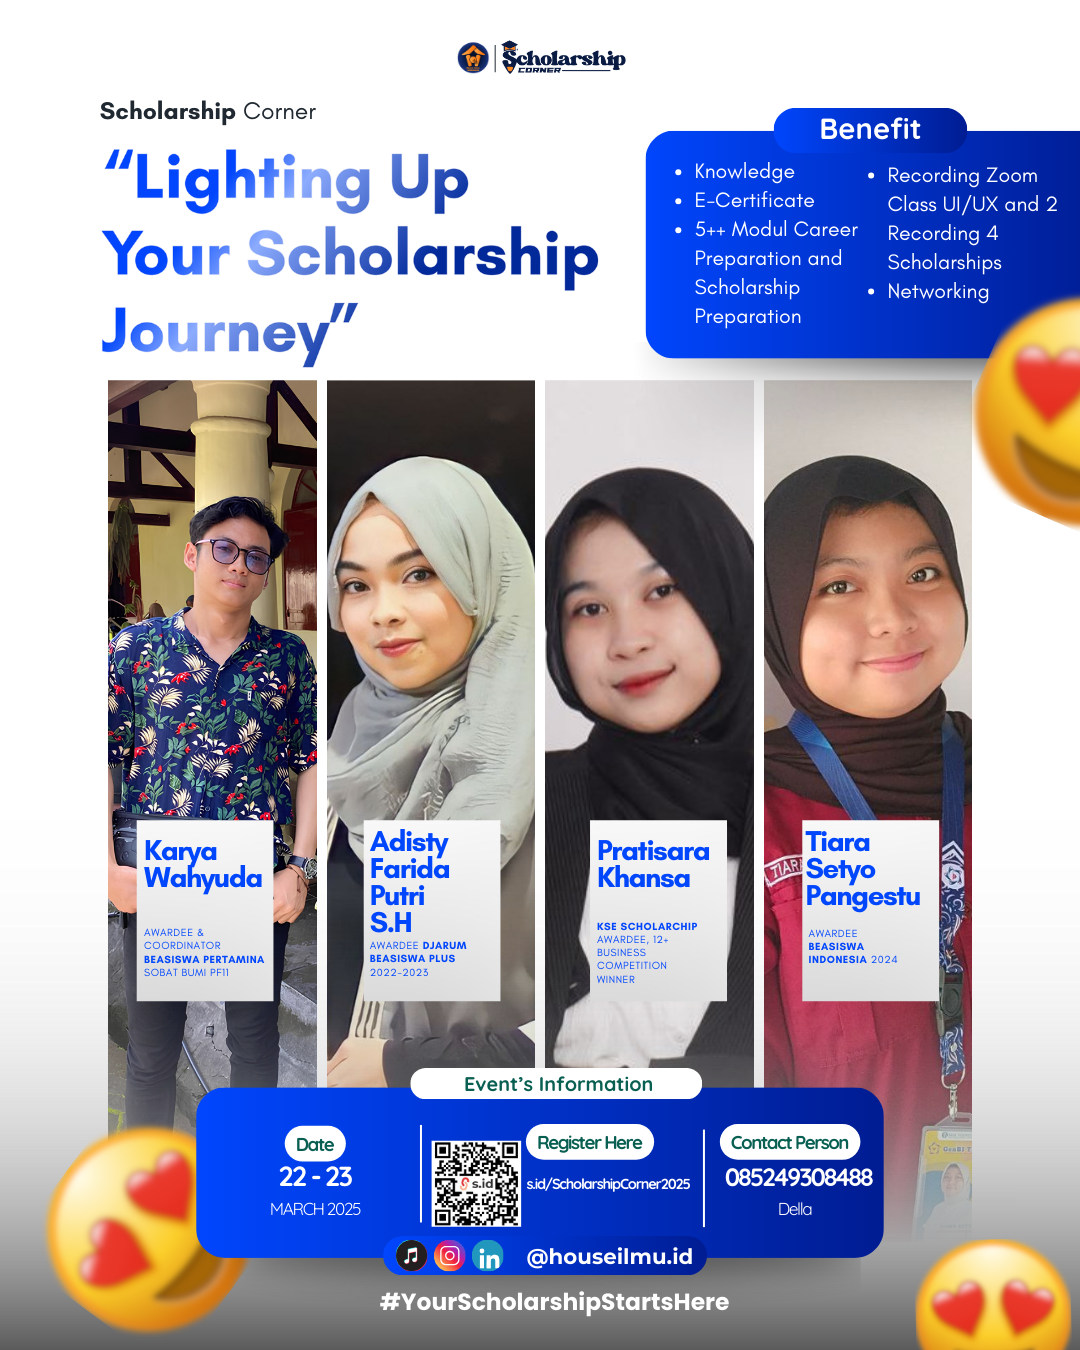 Scholarship
CORNER
Scholarship Corner
“Lighting Up
Your Scholarship
Journey”
Benefit
• Knowledge
• E-Certificate
• 5++ Modul Career
Preparation and
Scholarship
Preparation
• Recording Zoom
Class UI/UX and 2
Recording 4
Scholarships
• Networking
Karya
Wahyuda
AWARDEE &
COORDINATOR
BEASISWA PERTAMINA
SOBAT BUMI PF11
Adisty
Farida
Putri
S.H
AWARDEE DJARUM
BEASISWA PLUS
2022-2023
Pratisara
Khansa
KSE SCHOLARCHIP
AWARDEE, 12+
BUSINESS
COMPETITION
WINNER
TIAR
Tiara
Setyo
Pangestu
AWARDEE
BEASISWA
INDONESIA 2024
Event’s Information
Date
22 - 23
MARCH 2025
s.id
Register Here
s.id/ScholarshipCorner2025
Contact Person
085249308488
Della
@houseilmu.id
#YourScholarshipStartsHere